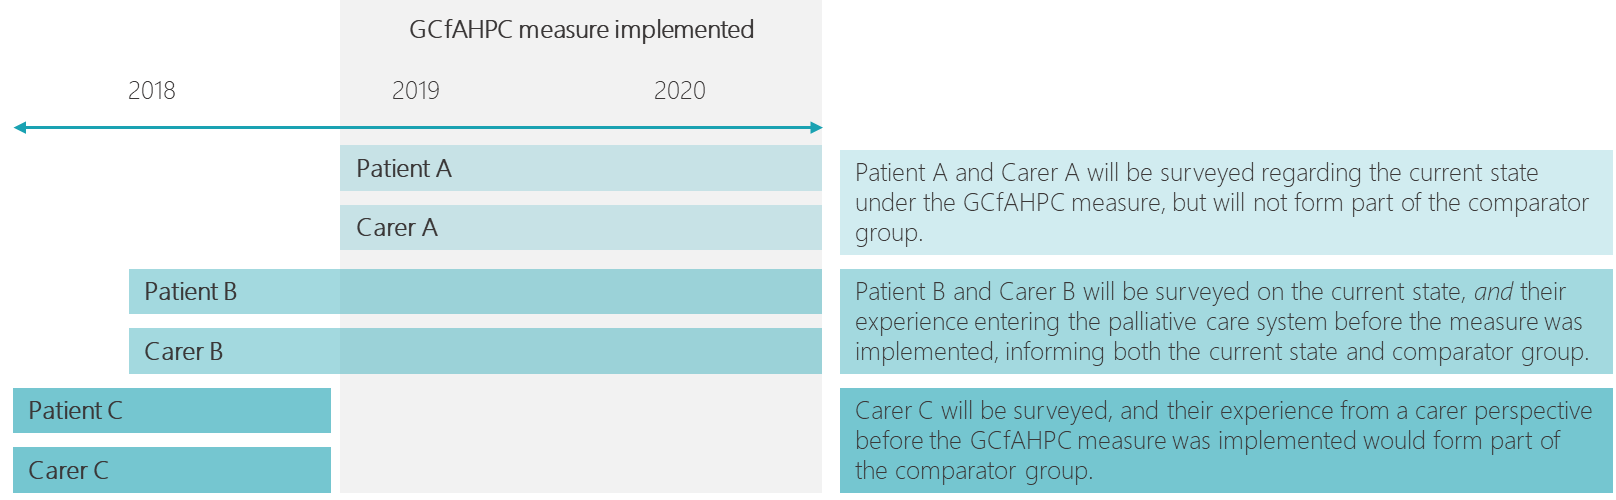 GCfAHPC measure implemented
2018
2019
2020
Patient A
Carer A
Patient A and Carer A will be surveyed regarding the current state
under the GCfAHPC measure, but will not form part of the comparator
group.
Patient B
Carer B
Patient B and Carer B will be surveyed on the current state, and their
experience entering the palliative care system before the measure was
implemented, informing both the current state and comparator group.
Patient C
Carer C
Carer C will be surveyed, and their experience from a carer perspective
before the GCfAHPC measure was implemented would form part of
the comparator group.